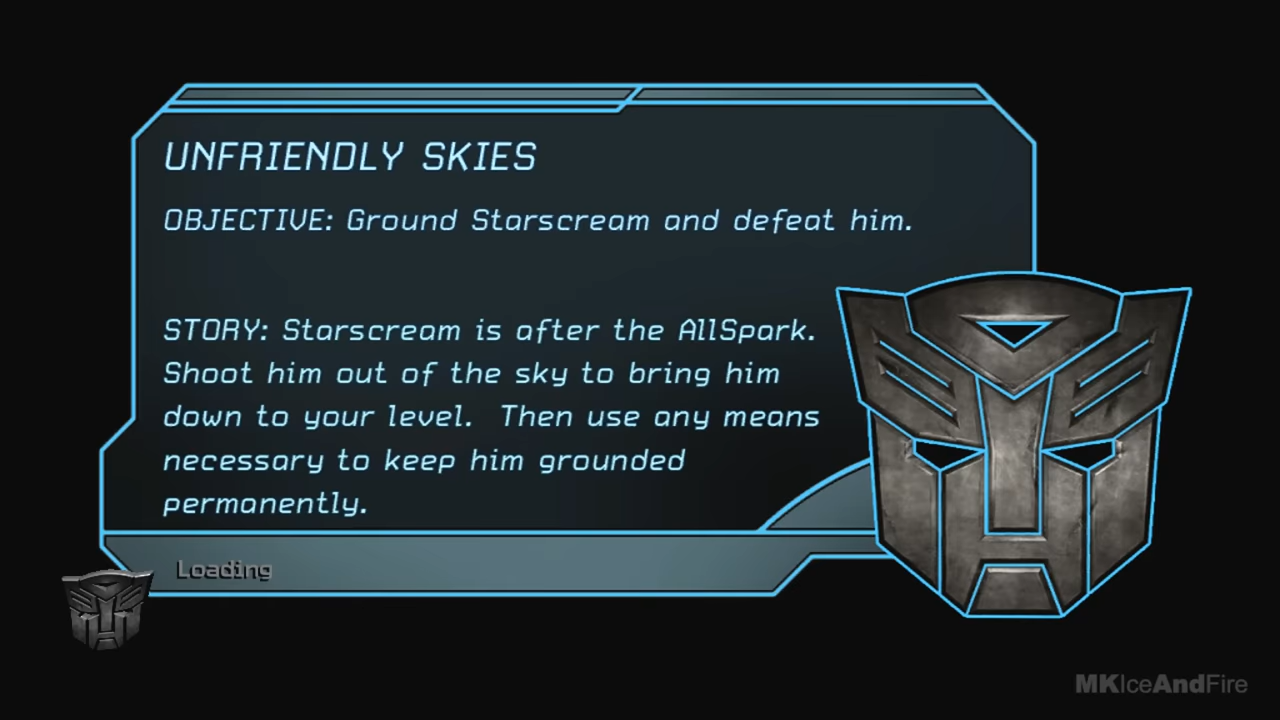 UNFRIENDLY SKIES
OBJECTIVE: Ground Starscream and defeat him.
STORY: Starscream is after the AllSpark.
Shoot him out of the sky to bring him
down to your level.  Then use any means
necessary to keep him grounded
permanently.
Loading
MKIceAndFire